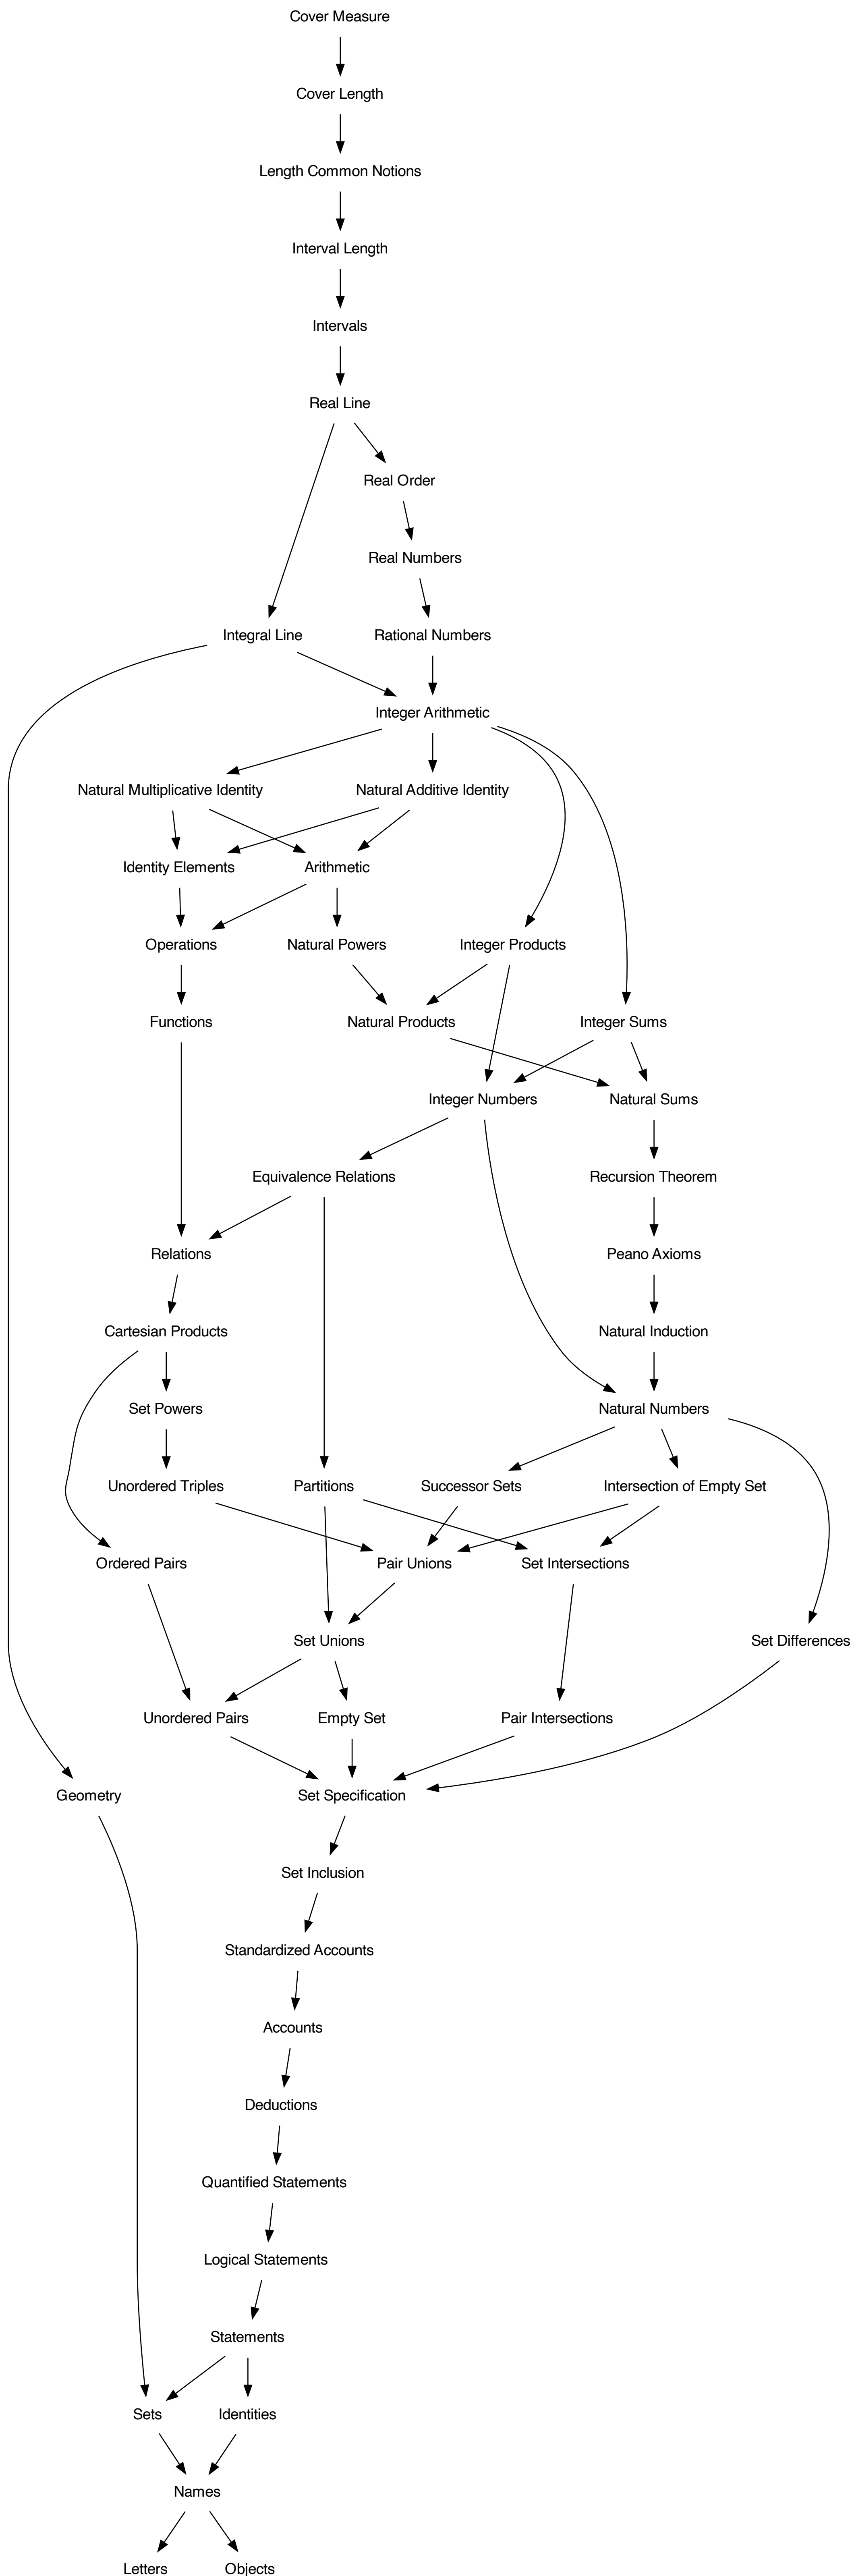 Cover Measure
Cover Length
Length Common Notions
Interval Length
Intervals
Real Line
Real Order
Real Numbers
Integral Line
Rational Numbers
Integer Arithmetic
Natural Multiplicative Identity
Natural Additive Identity
Identity Elements
Arithmetic
Operations
Natural Powers
Integer Products
Functions
Natural Products
Integer Sums
Integer Numbers
Natural Sums
Equivalence Relations
Recursion Theorem
Relations
Peano Axioms
Cartesian Products
Natural Induction
Set Powers
Natural Numbers
Unordered Triples
Partitions
Successor Sets
Intersection of Empty Set
Ordered Pairs
Pair Unions
Set Intersections
Set Unions
Set Differences
Unordered Pairs
Empty Set
Pair Intersections
Geometry
Set Specification
Set Inclusion
Standardized Accounts
Accounts
Deductions
Quantified Statements
Logical Statements
Statements
Sets
Identities
Names
Letters
Objects